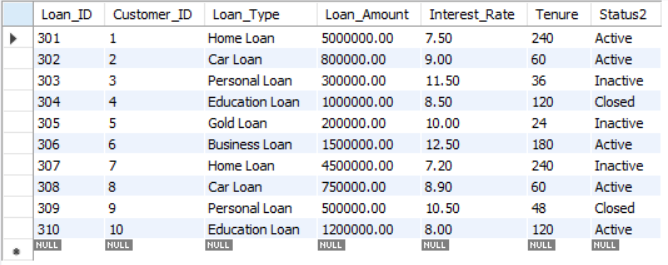 Loan_ID Customer_ID Loan_Type Loan_Amount Interest_Rate Tenure Status2
301 1 Home Loan 5000000.00 7.50 240 Active
302 2 Car Loan 800000.00 9.00 60 Active
303 3 Personal Loan 300000.00 11.50 36 Inactive
304 4 Education Loan 1000000.00 8.50 120 Closed
305 5 Gold Loan 200000.00 10.00 24 Inactive
306 6 Business Loan 1500000.00 12.50 180 Active
307 7 Home Loan 4500000.00 7.20 240 Inactive
308 8 Car Loan 750000.00 8.90 60 Active
309 9 Personal Loan 500000.00 10.50 48 Closed
310 10 Education Loan 1200000.00 8.00 120 Active
NULL NULL NULL NULL NULL NULL NULL